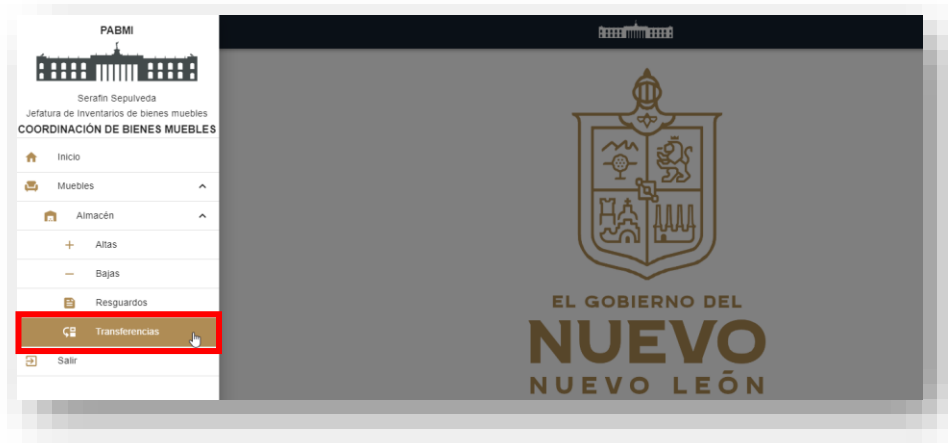 PABMI
Serafin Sepulveda
Jefatura de Inventarios de bienes muebles
COORDINACIÓN DE BIENES MUEBLES
Inicio
Muebles
Almacén
Altas
Bajas
Resguardos
Transferencias
Salir
EL GOBIERNO DEL
NUEVO
NUEVO LEÓN